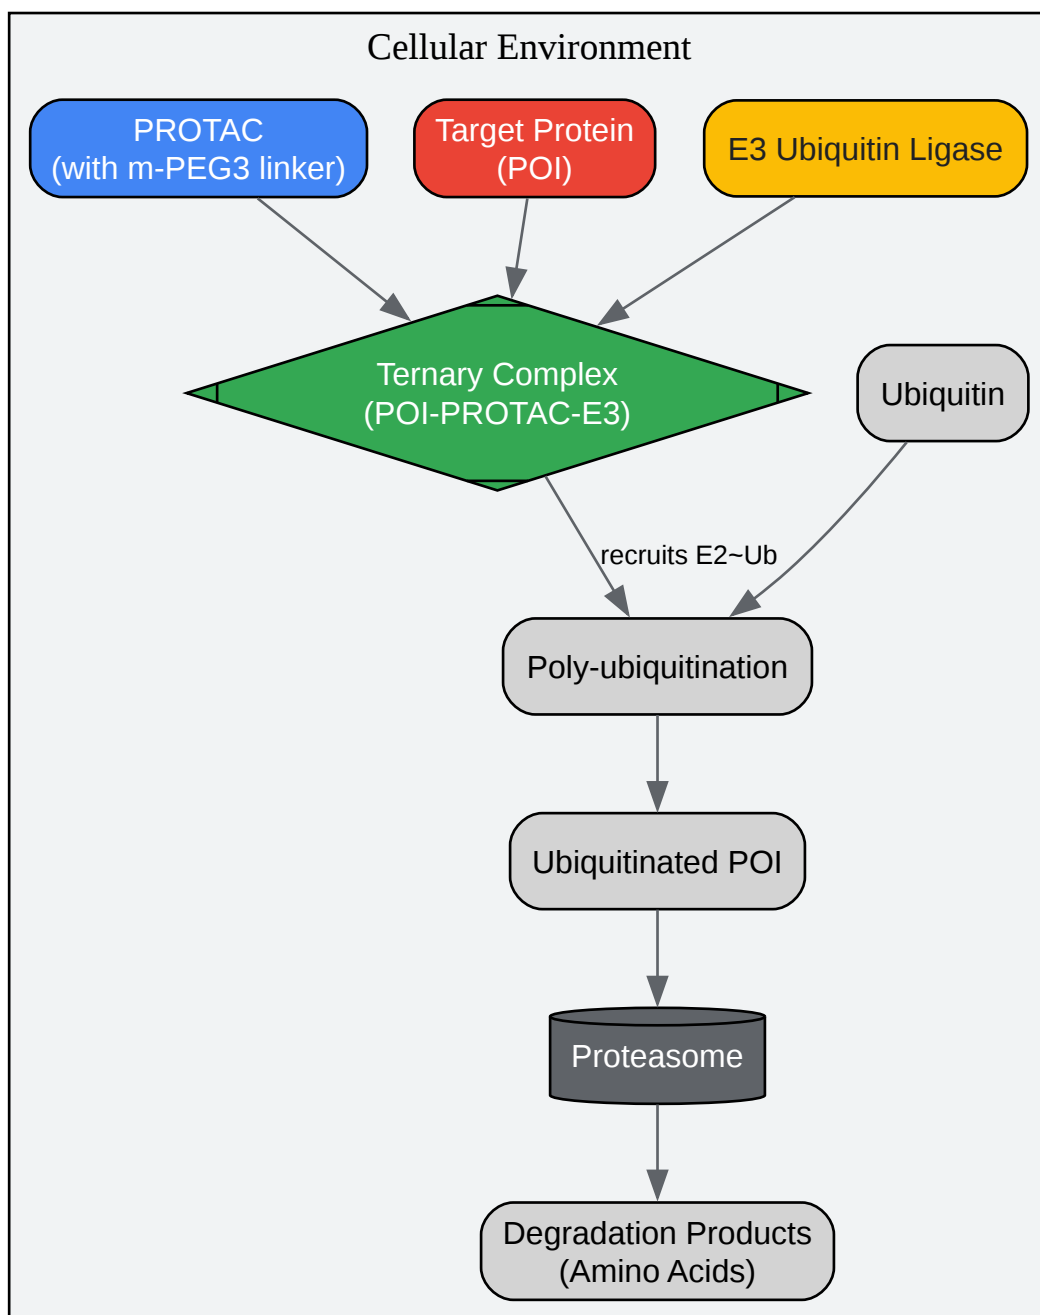 Cellular Environment
PROTAC
(with m-PEG3 linker)
Target Protein
(POI)
E3 Ubiquitin Ligase
Ternary Complex
(POI-PROTAC-E3)
Ubiquitin
recruits E2~Ub
Poly-ubiquitination
Ubiquitinated POI
Proteasome
Degradation Products
(Amino Acids)